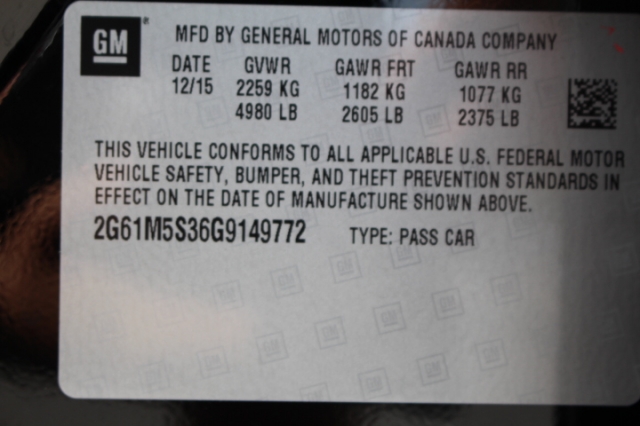 GM
MFD BY GENERAL MOTORS OF CANADA COMPANY
DATE GVWR GAWR FRT GAWR RR
12/15 2259 KG 1182 KG 1077 KG
4980 LB 2605 LB 2375 LB
THIS VEHICLE CONFORMS TO ALL APPLICABLE U.S. FEDERAL MOTOR
VEHICLE SAFETY, BUMPER, AND THEFT PREVENTION STANDARDS IN
EFFECT ON THE DATE OF MANUFACTURE SHOWN ABOVE.
2G61M5S36G9149772 TYPE: PASS CAR